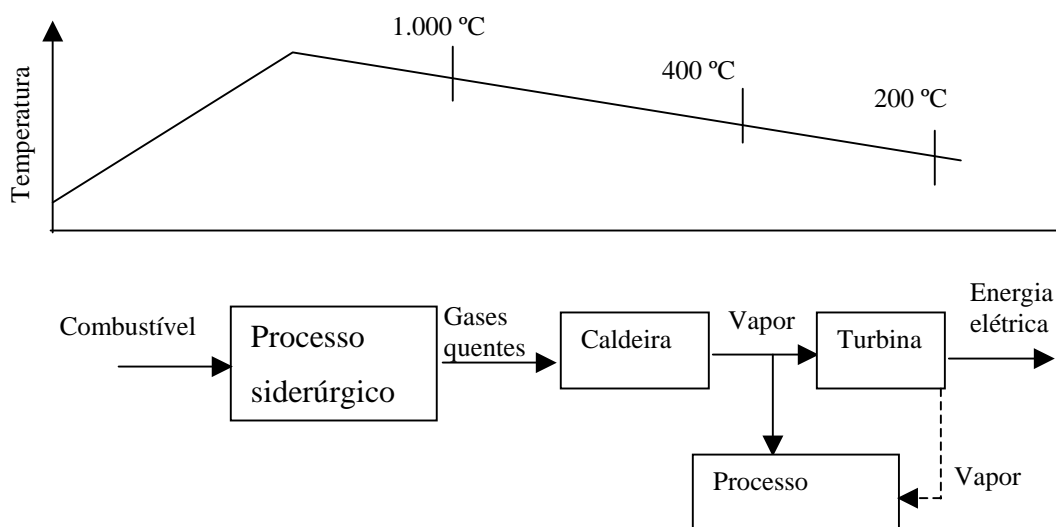 1.000 ºC
400 ºC
200 ºC
Temperatura
Combustível
Processo
siderúrgico
Gases
quentes
Caldeira
Vapor
Turbina
Energia
elétrica
Processo
Vapor